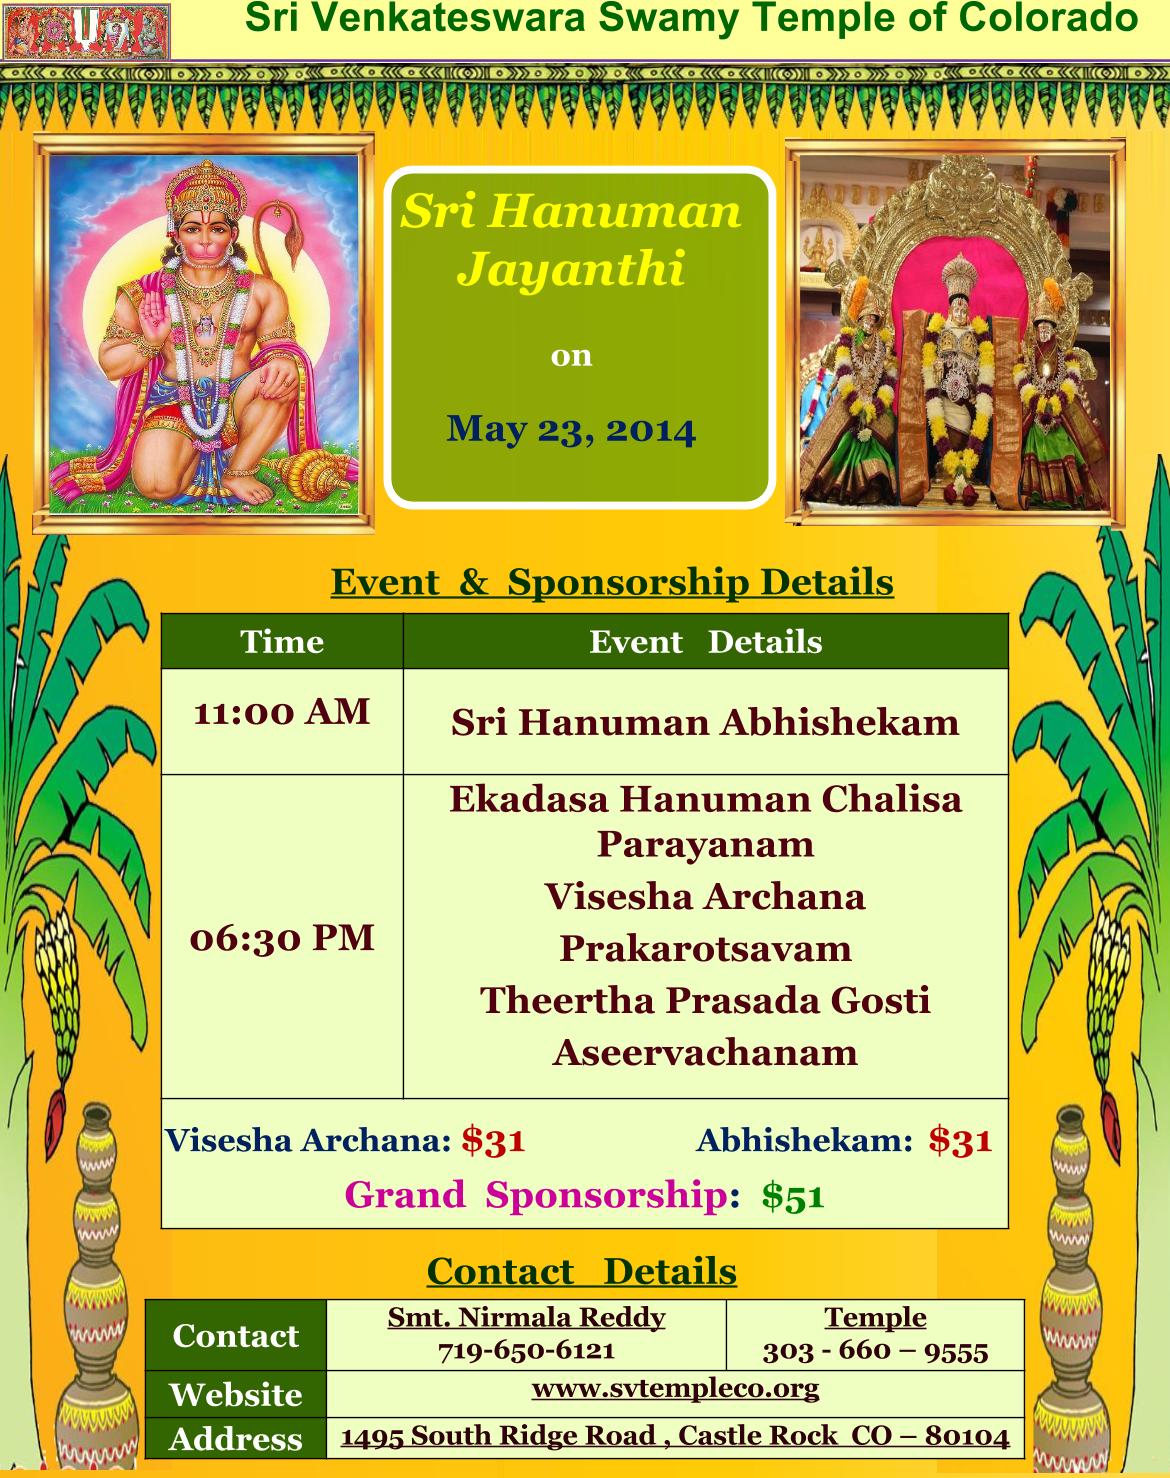 Sri Venkateswara Swamy Temple of Colorado
Sri Hanuman
Jayanthi
on
May 23, 2014
Event & Sponsorship Details
Time
Event Details
11:00 AM
Sri Hanuman Abhishekam
06:30 PM
Ekadasa Hanuman Chalisa
Parayanam
Visesha Archana
Prakarotsavam
Theertha Prasada Gosti
Aseervachanam
Visesha Archana: $31
Abhishekam: $31
Grand Sponsorship: $51
Contact Details
Contact
Smt. Nirmala Reddy
719-650-6121
Temple
303 - 660 – 9555
Website
www.svtempleco.org
Address
1495 South Ridge Road , Castle Rock CO – 80104